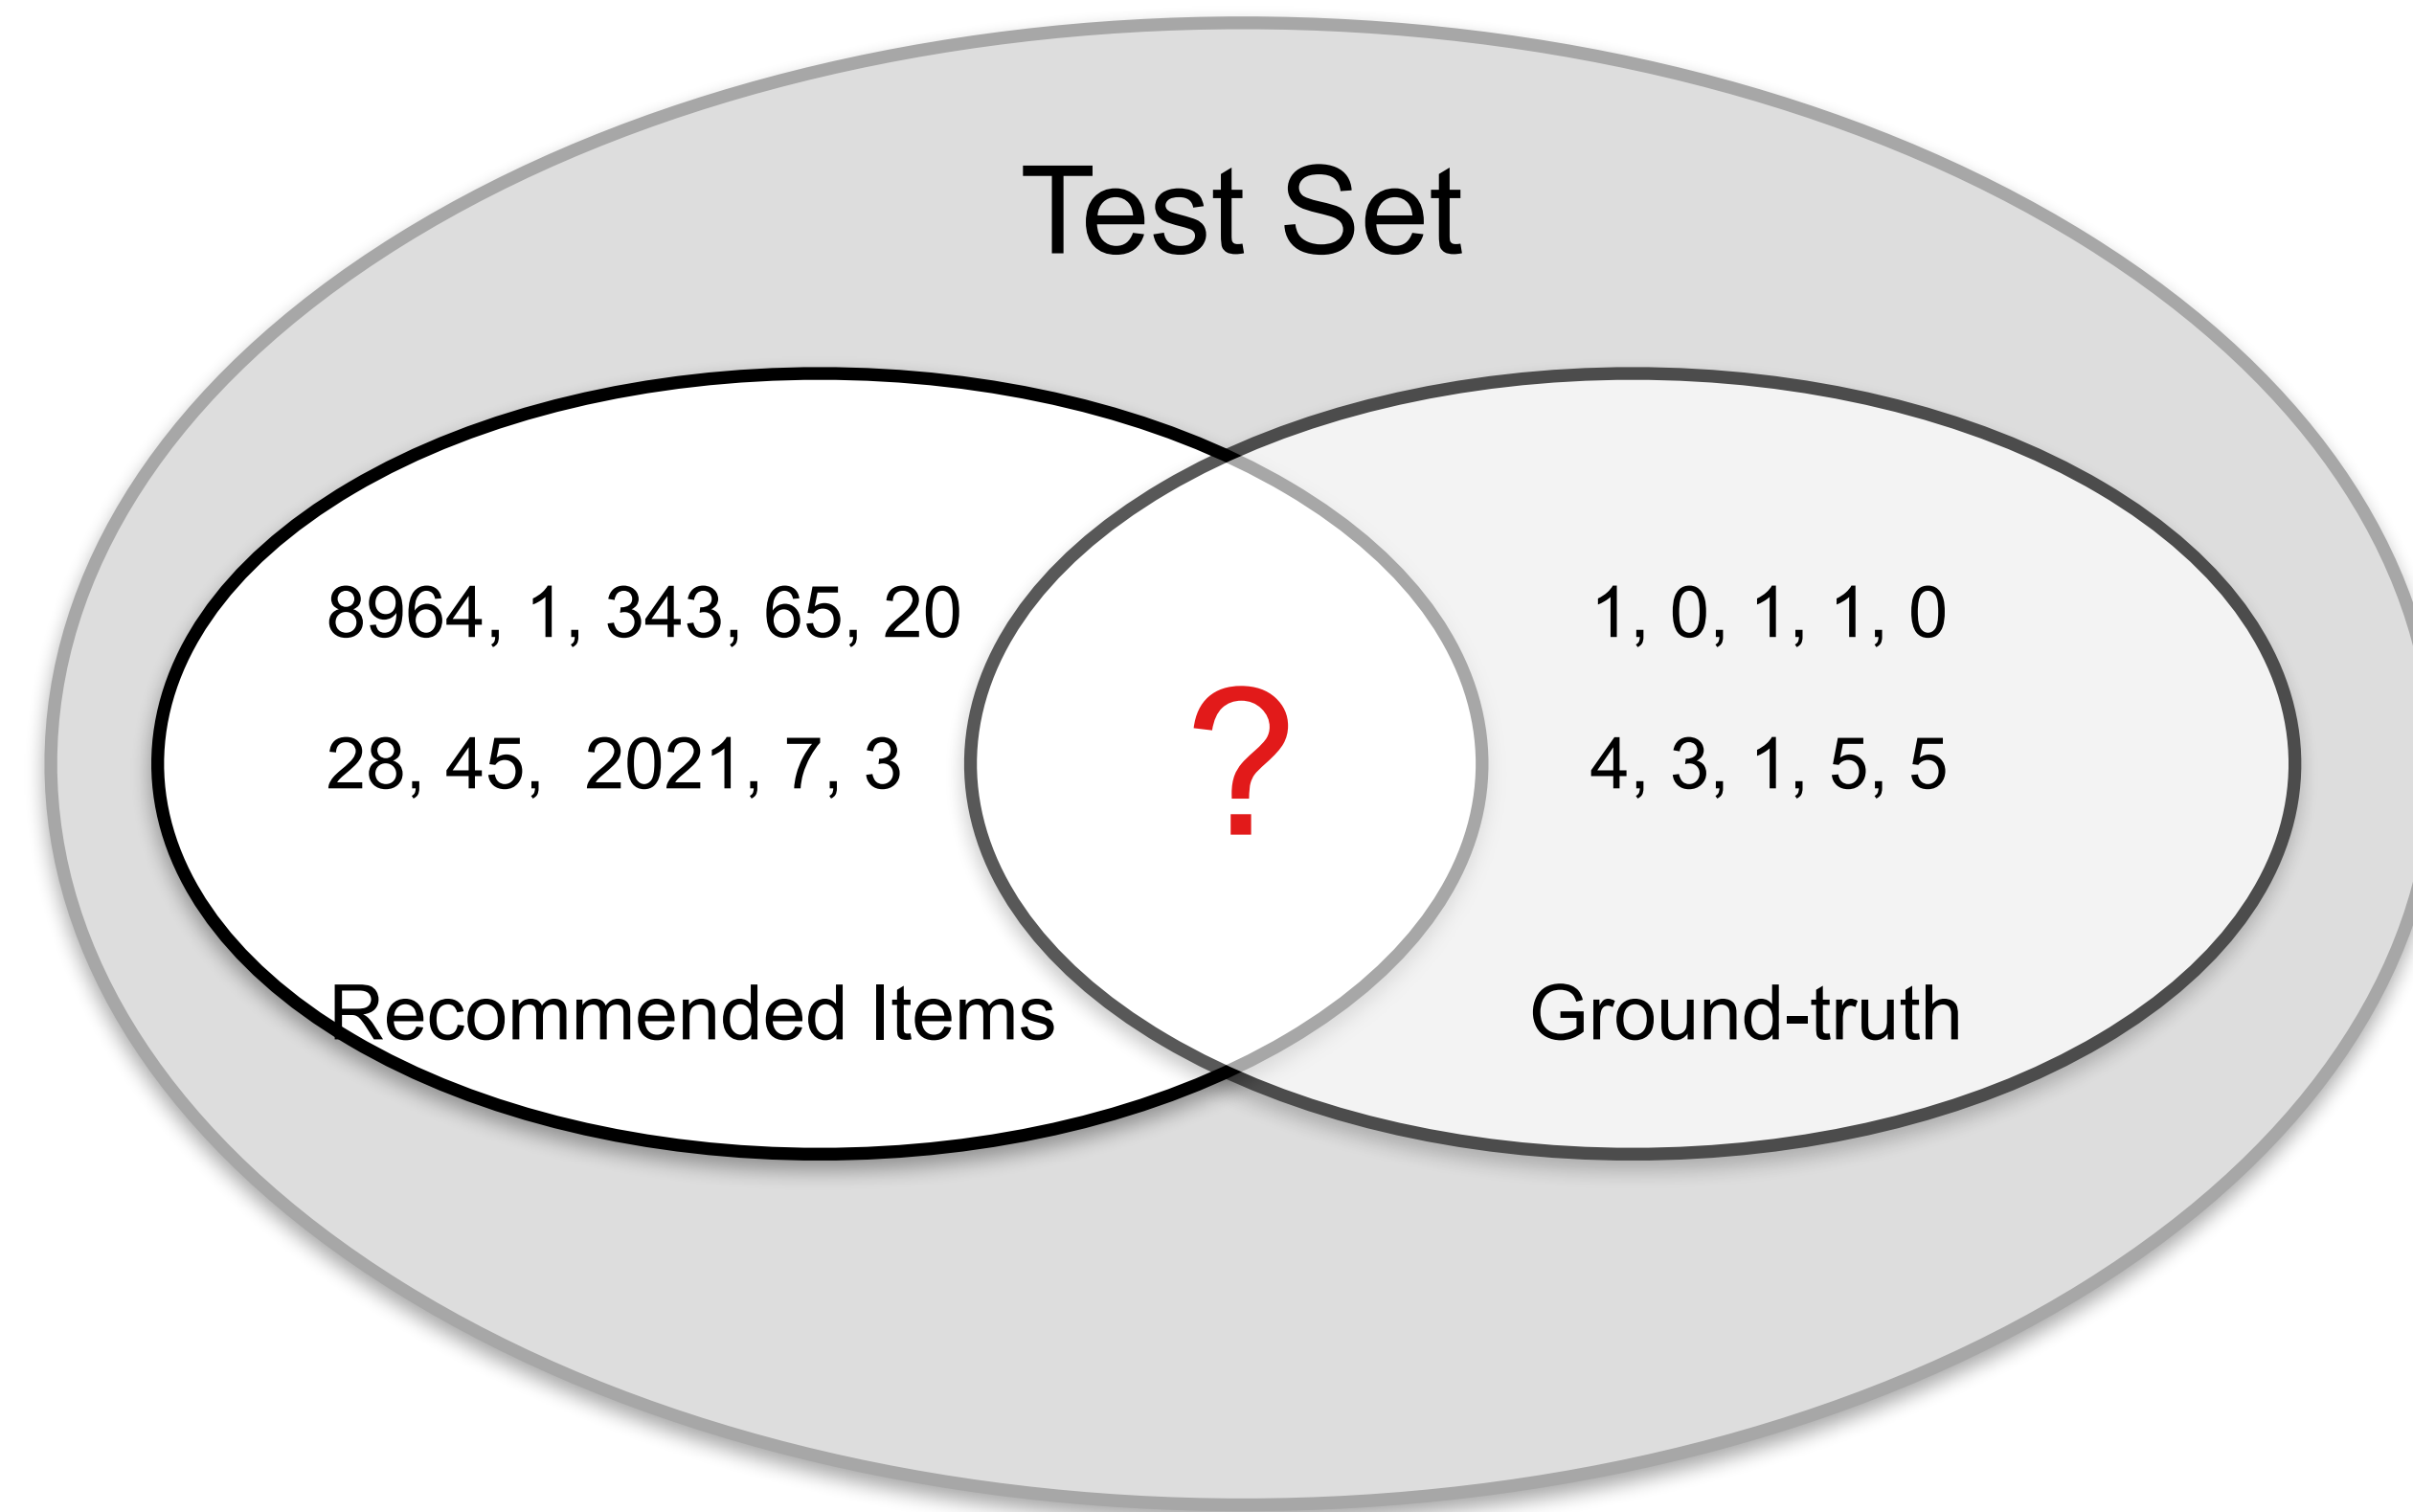 Test Set
8964, 1, 343, 65, 20
28, 45, 2021, 7, 3
Recommended Items
?
1, 0, 1, 1, 0
4, 3, 1, 5, 5
Ground-truth